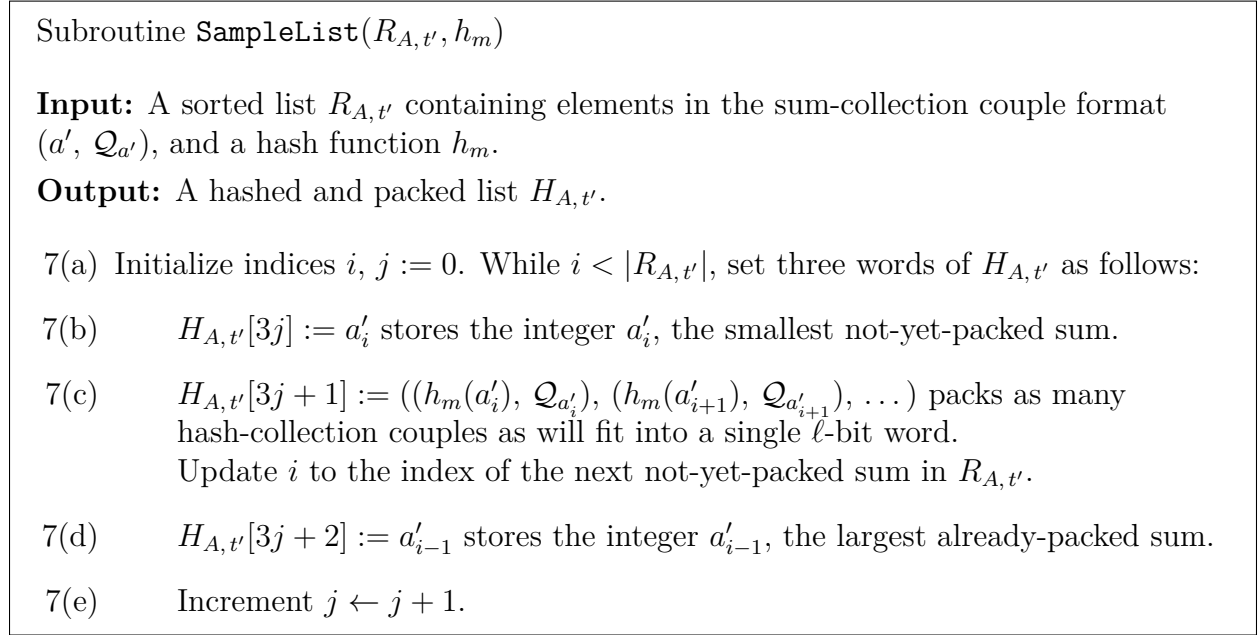 Subroutine SampleList(R_{A, t′}, h_m)
Input: A sorted list R_{A, t′} containing elements in the sum-collection couple format
(a′, 𝒬_{a′}), and a hash function h_m.
Output: A hashed and packed list H_{A, t′}.
7(a) Initialize indices i, j := 0. While i < |R_{A, t′}|, set three words of H_{A, t′} as follows:
7(b) H_{A, t′}[3j] := a′_i stores the integer a′_i, the smallest not-yet-packed sum.
7(c) H_{A, t′}[3j + 1] := ((h_m(a′_i), 𝒬_{a′_i}), (h_m(a′_{i+1}), 𝒬_{a′_{i+1}}), …) packs as many
hash-collection couples as will fit into a single ℓ-bit word.
Update i to the index of the next not-yet-packed sum in R_{A, t′}.
7(d) H_{A, t′}[3j + 2] := a′_{i−1} stores the integer a′_{i−1}, the largest already-packed sum.
7(e) Increment j ← j + 1.